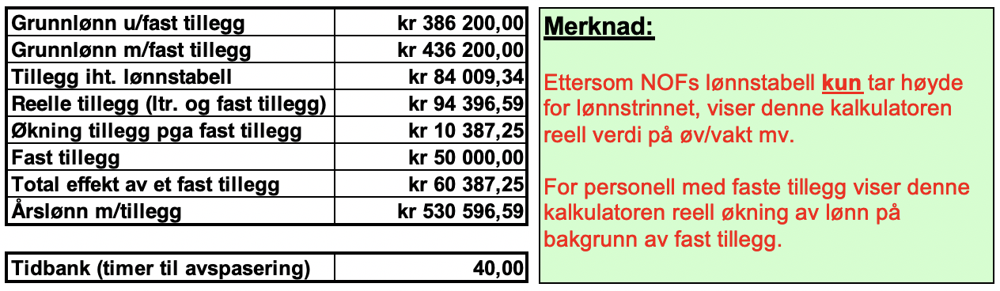 Grunnlønn u/fast tillegg kr 386 200,00
Grunnlønn m/fast tillegg kr 436 200,00
Tillegg iht. lønnstabell kr 84 009,34
Reelle tillegg (ltr. og fast tillegg) kr 94 396,59
Økning tillegg pga fast tillegg kr 10 387,25
Fast tillegg kr 50 000,00
Total effekt av et fast tillegg kr 60 387,25
Årslønn m/tillegg kr 530 596,59
Tidbank (timer til avspasering) 40,00
Merknad:
Ettersom NOFs lønnstabell kun tar høyde
for lønnstrinnet, viser denne kalkulatoren
reell verdi på øv/vakt mv.
For personell med faste tillegg viser denne
kalkulatoren reell økning av lønn på
bakgrunn av fast tillegg.